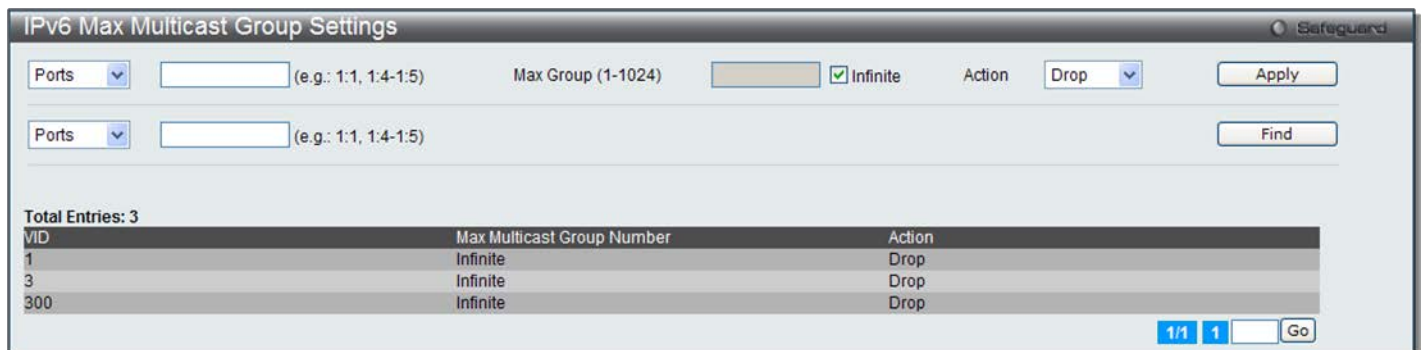 IPv6 Max Multicast Group Settings Safeguard
Ports (e.g.: 1:1, 1:4-1:5) Max Group (1-1024) Infinite Action Drop Apply
Ports (e.g.: 1:1, 1:4-1:5) Find
Total Entries: 3
VID Max Multicast Group Number Action
1 Infinite Drop
3 Infinite Drop
300 Infinite Drop
1/1 1 Go